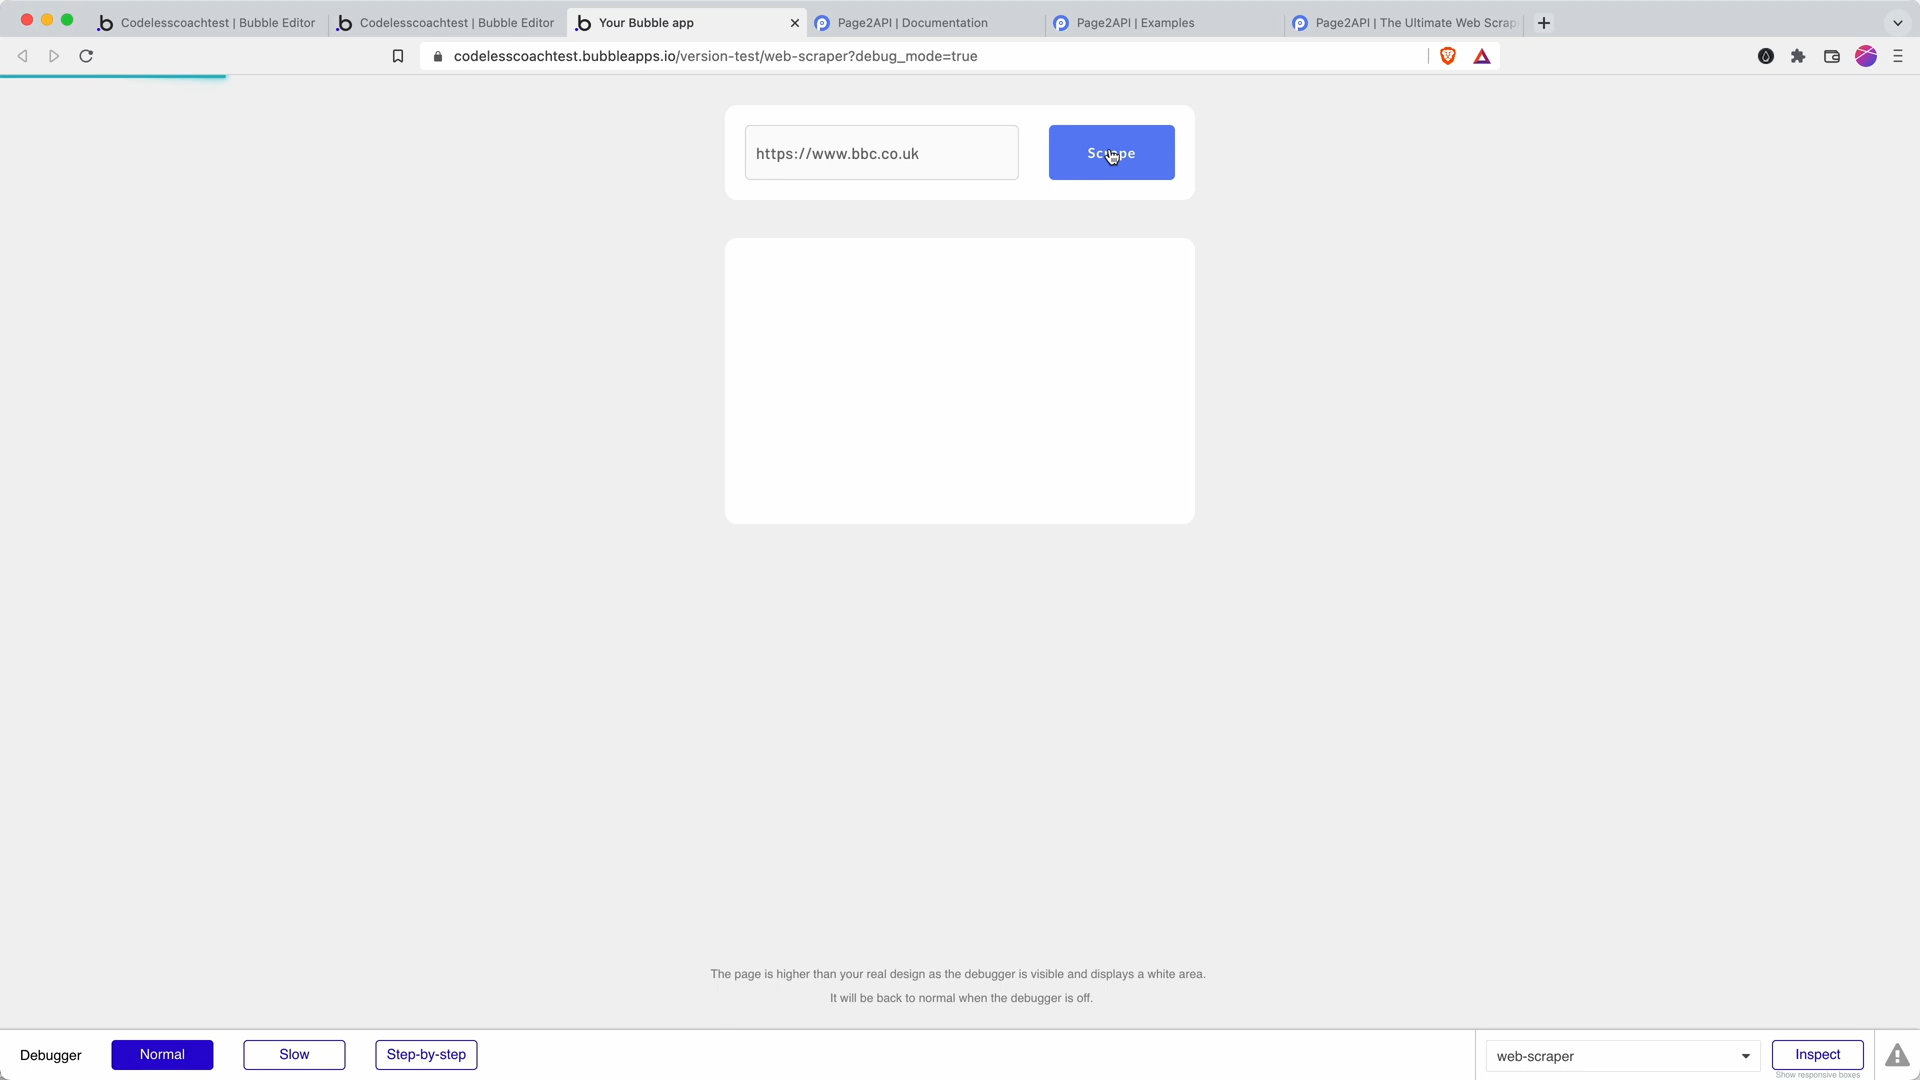 Codelesscoachtest | Bubble Editor
Codelesscoachtest | Bubble Editor
Your Bubble app
Page2API | Documentation
Page2API | Examples
Page2API | The Ultimate Web Scrap
codelesscoachtest.bubbleapps.io/version-test/web-scraper?debug_mode=true
https://www.bbc.co.uk
Scrape
The page is higher than your real design as the debugger is visible and displays a white area.
It will be back to normal when the debugger is off.
Debugger
Normal
Slow
Step-by-step
web-scraper
Inspect
Show responsive boxes